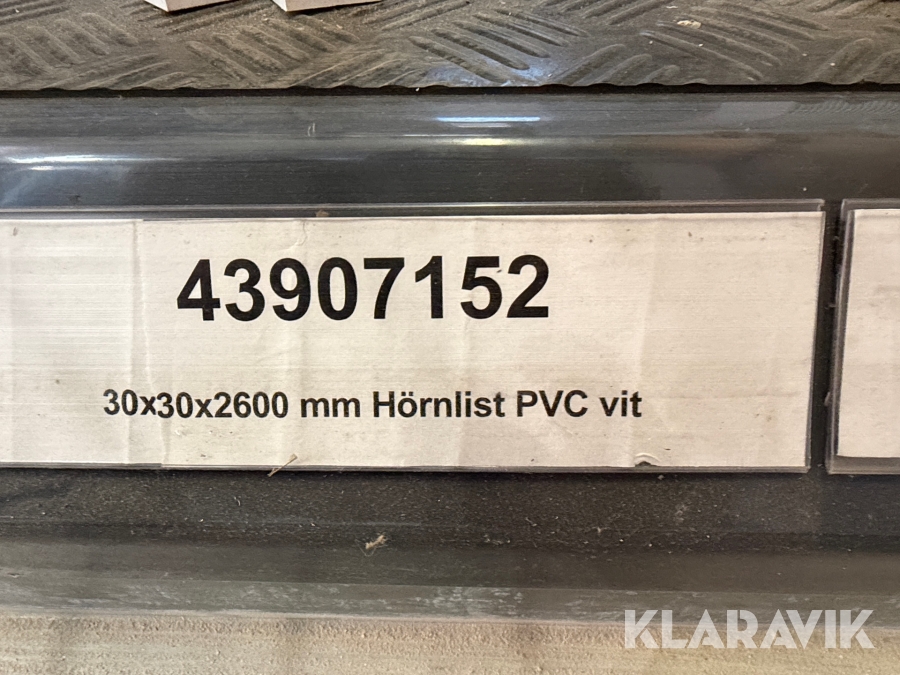 43907152
30x30x2600 mm Hörnlist PVC vit
KLARAVIK